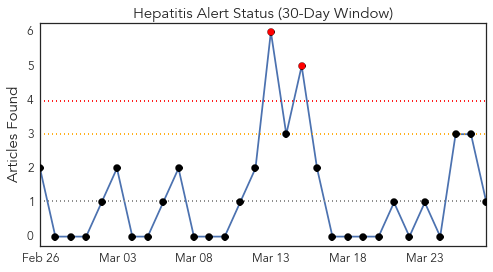 Hepatitis Alert Status (30-Day Window)
Articles Found
6
5
4
3
2
1
0
Feb 26 Mar 03 Mar 08 Mar 13 Mar 18 Mar 23